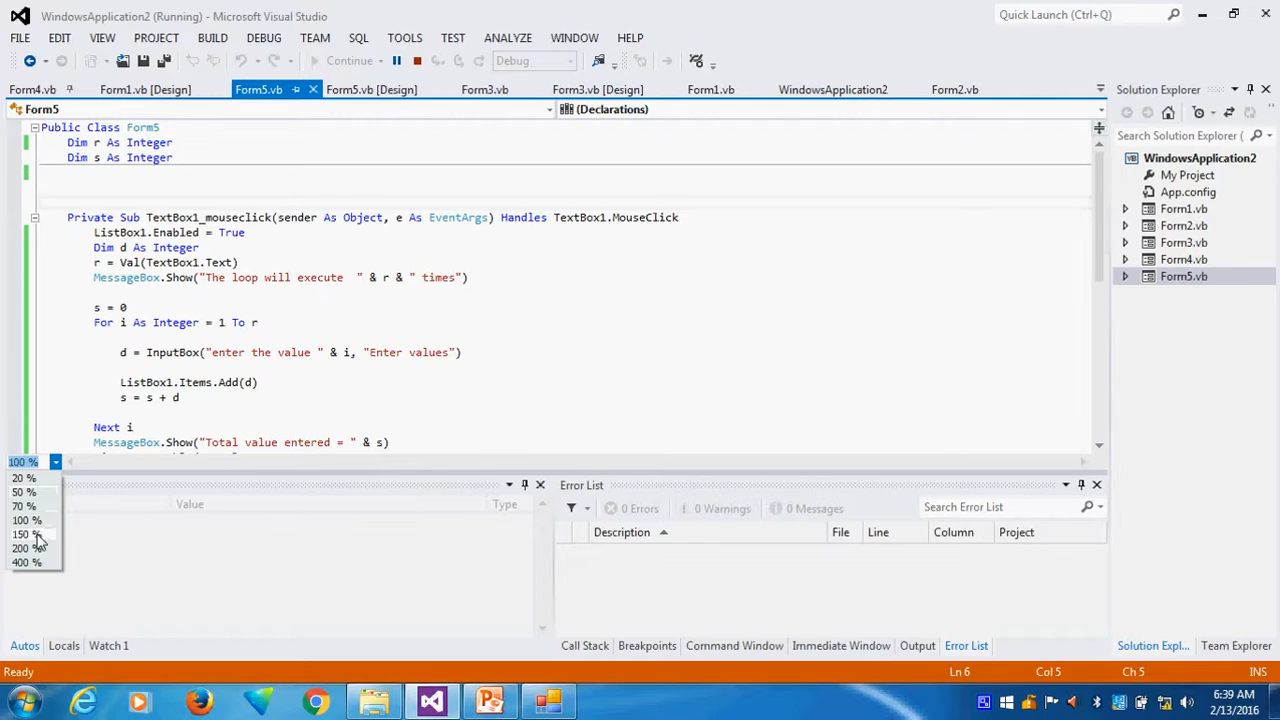 WindowsApplication2 (Running) - Microsoft Visual Studio
Quick Launch (Ctrl+Q)
FILE EDIT VIEW PROJECT BUILD DEBUG TEAM SQL TOOLS TEST ANALYZE WINDOW HELP
Continue Debug
Form4.vb Form1.vb [Design] Form5.vb Form5.vb [Design] Form3.vb Form3.vb [Design] Form1.vb WindowsApplication2 Form2.vb
Form5 (Declarations)
Public Class Form5
Dim r As Integer
Dim s As Integer
Private Sub TextBox1_mouseclick(sender As Object, e As EventArgs) Handles TextBox1.MouseClick
ListBox1.Enabled = True
Dim d As Integer
r = Val(TextBox1.Text)
MessageBox.Show("The loop will execute  " & r & " times")
s = 0
For i As Integer = 1 To r
d = InputBox("enter the value " & i, "Enter values")
ListBox1.Items.Add(d)
s = s + d
Next i
MessageBox.Show("Total value entered = " & s)
100 %
20 %
50 %
70 %
100 %
150 %
200 %
400 %
Value Type
Autos Locals Watch 1
Error List
0 Errors 0 Warnings 0 Messages Search Error List
Description File Line Column Project
Call Stack Breakpoints Command Window Immediate Window Output Error List
Solution Explorer
Search Solution Explorer (
WindowsApplication2
My Project
App.config
Form1.vb
Form2.vb
Form3.vb
Form4.vb
Form5.vb
Solution Expl... Team Explorer
Ready Ln 6 Col 5 Ch 5 INS
6:39 AM
2/13/2016